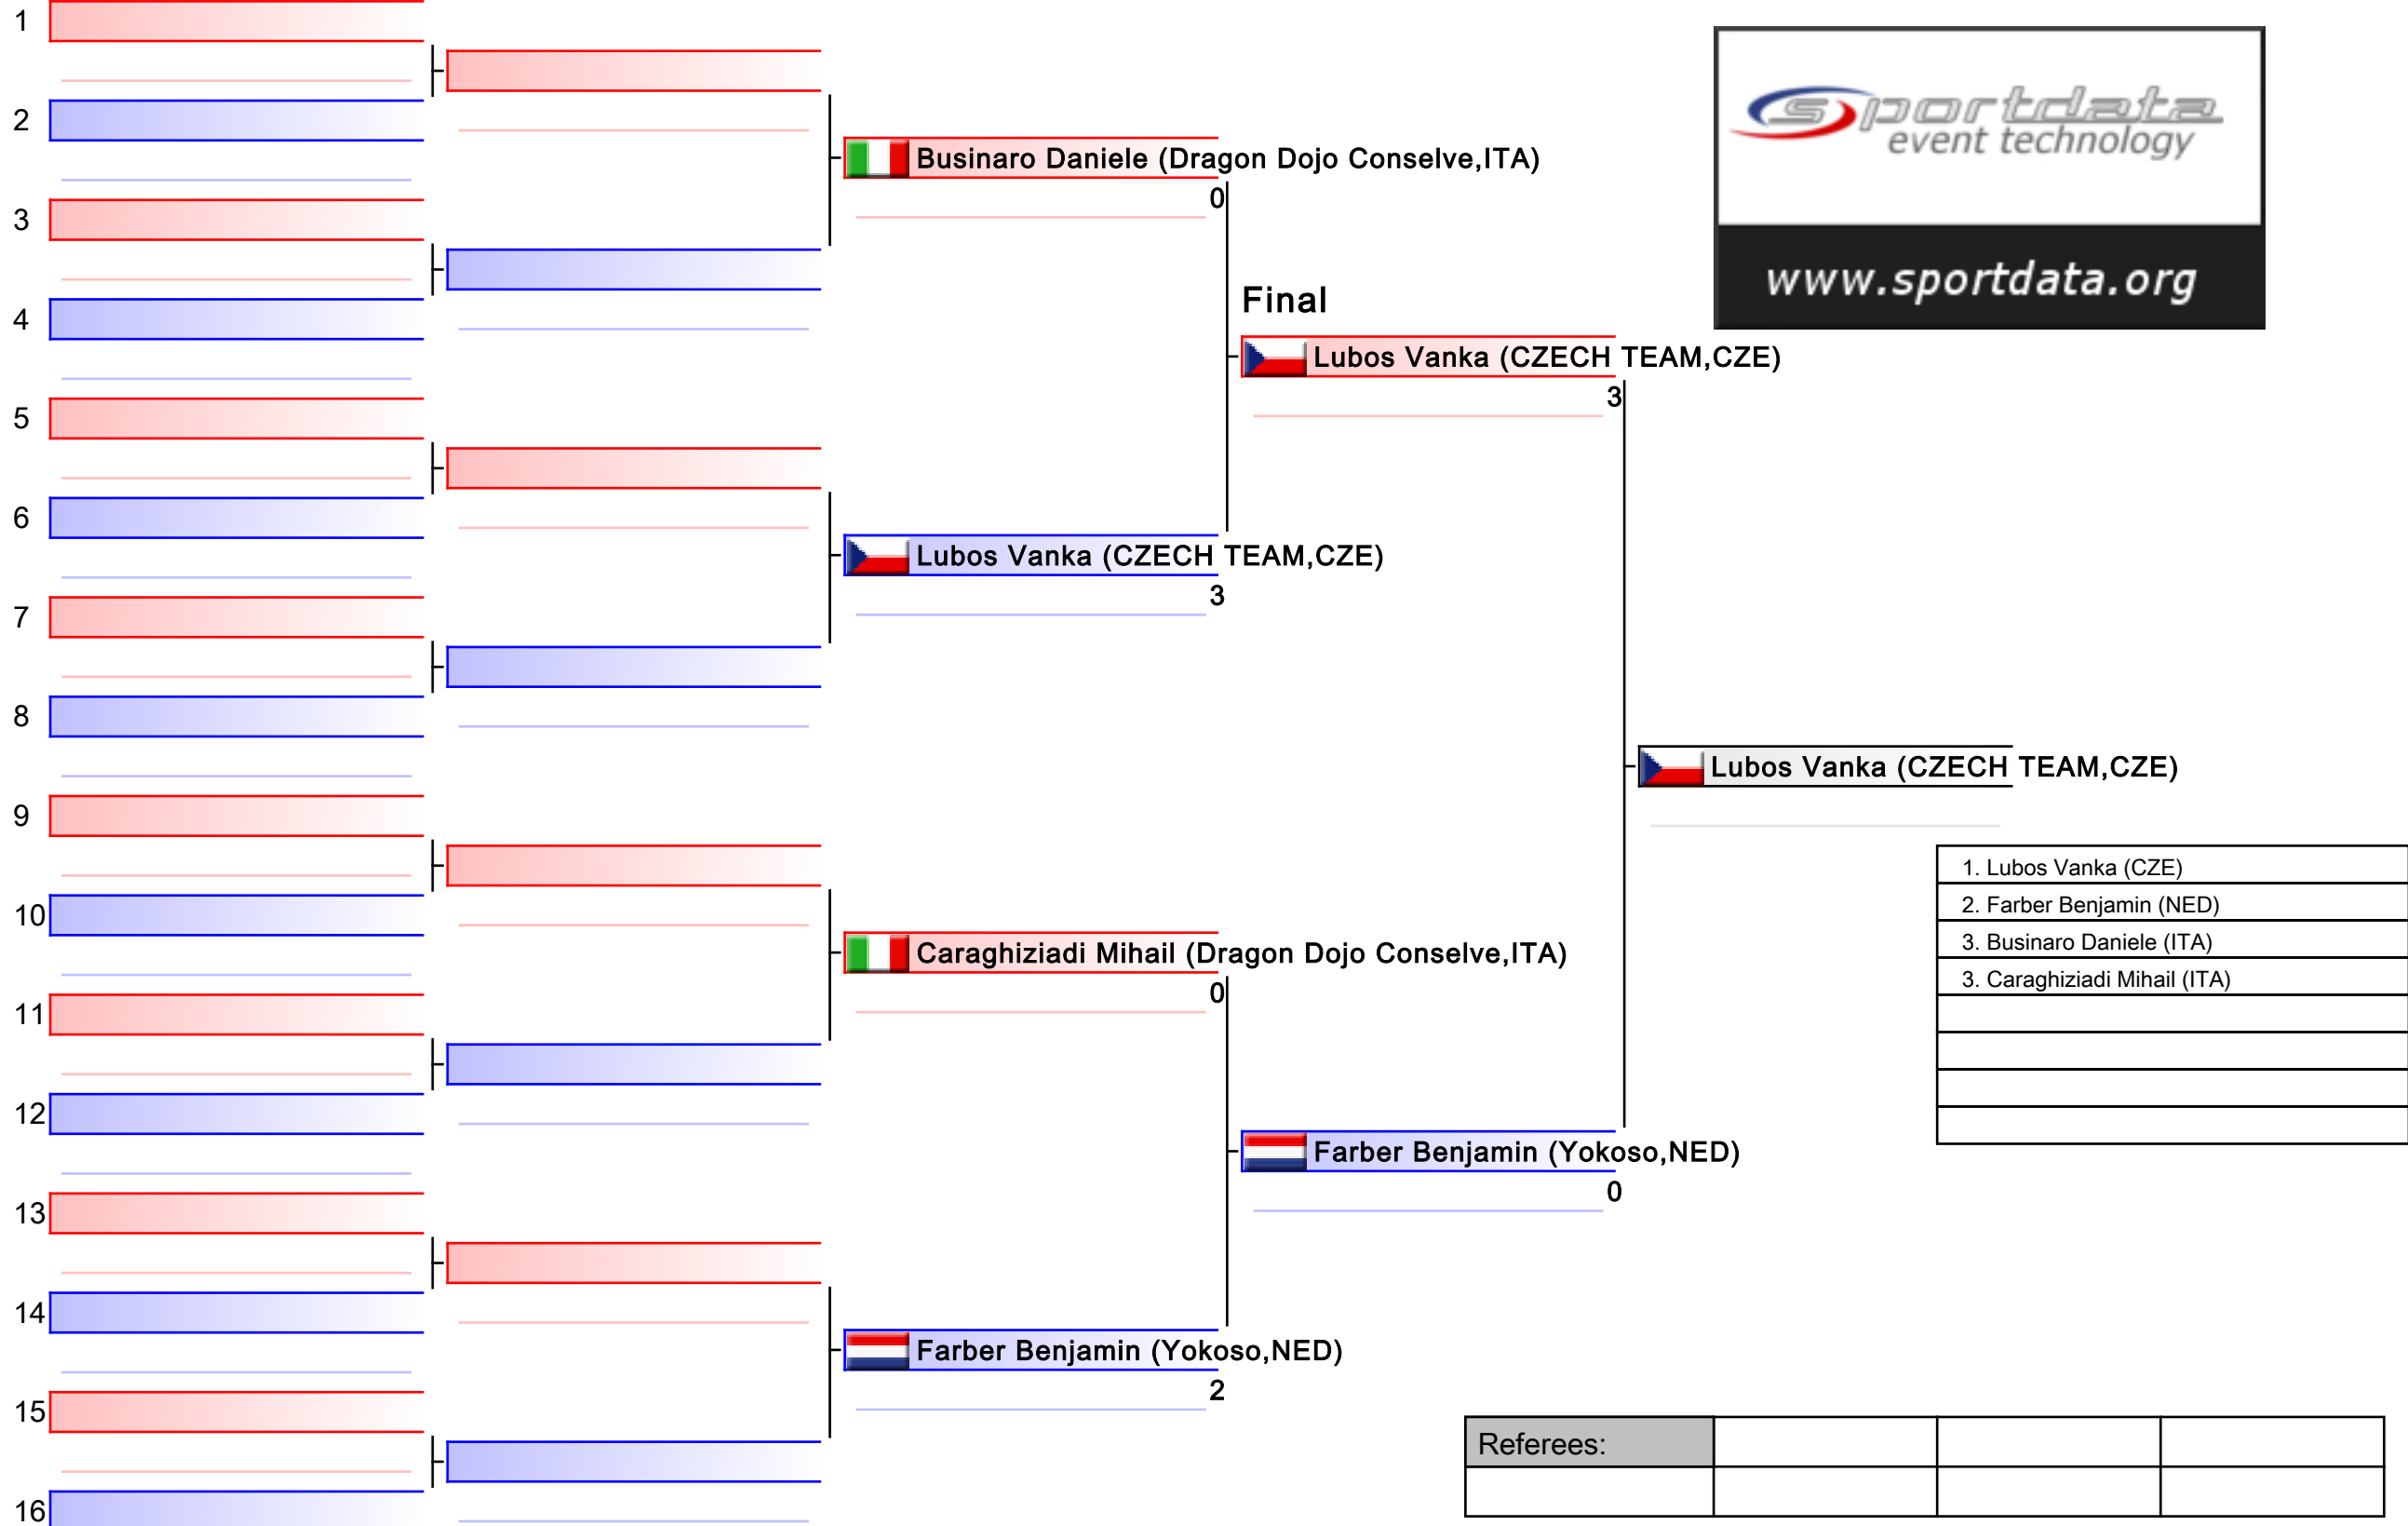 1
2
3
4
5
6
7
8
9
10
11
12
13
14
15
16
Businaro Daniele (Dragon Dojo Conselve,ITA)
0
Lubos Vanka (CZECH TEAM,CZE)
3
Caraghiziadi Mihail (Dragon Dojo Conselve,ITA)
0
Farber Benjamin (Yokoso,NED)
2
Final
Lubos Vanka (CZECH TEAM,CZE)
3
Farber Benjamin (Yokoso,NED)
0
Lubos Vanka (CZECH TEAM,CZE)
sportdata
event technology
www.sportdata.org
1. Lubos Vanka (CZE)
2. Farber Benjamin (NED)
3. Businaro Daniele (ITA)
3. Caraghiziadi Mihail (ITA)
Referees: